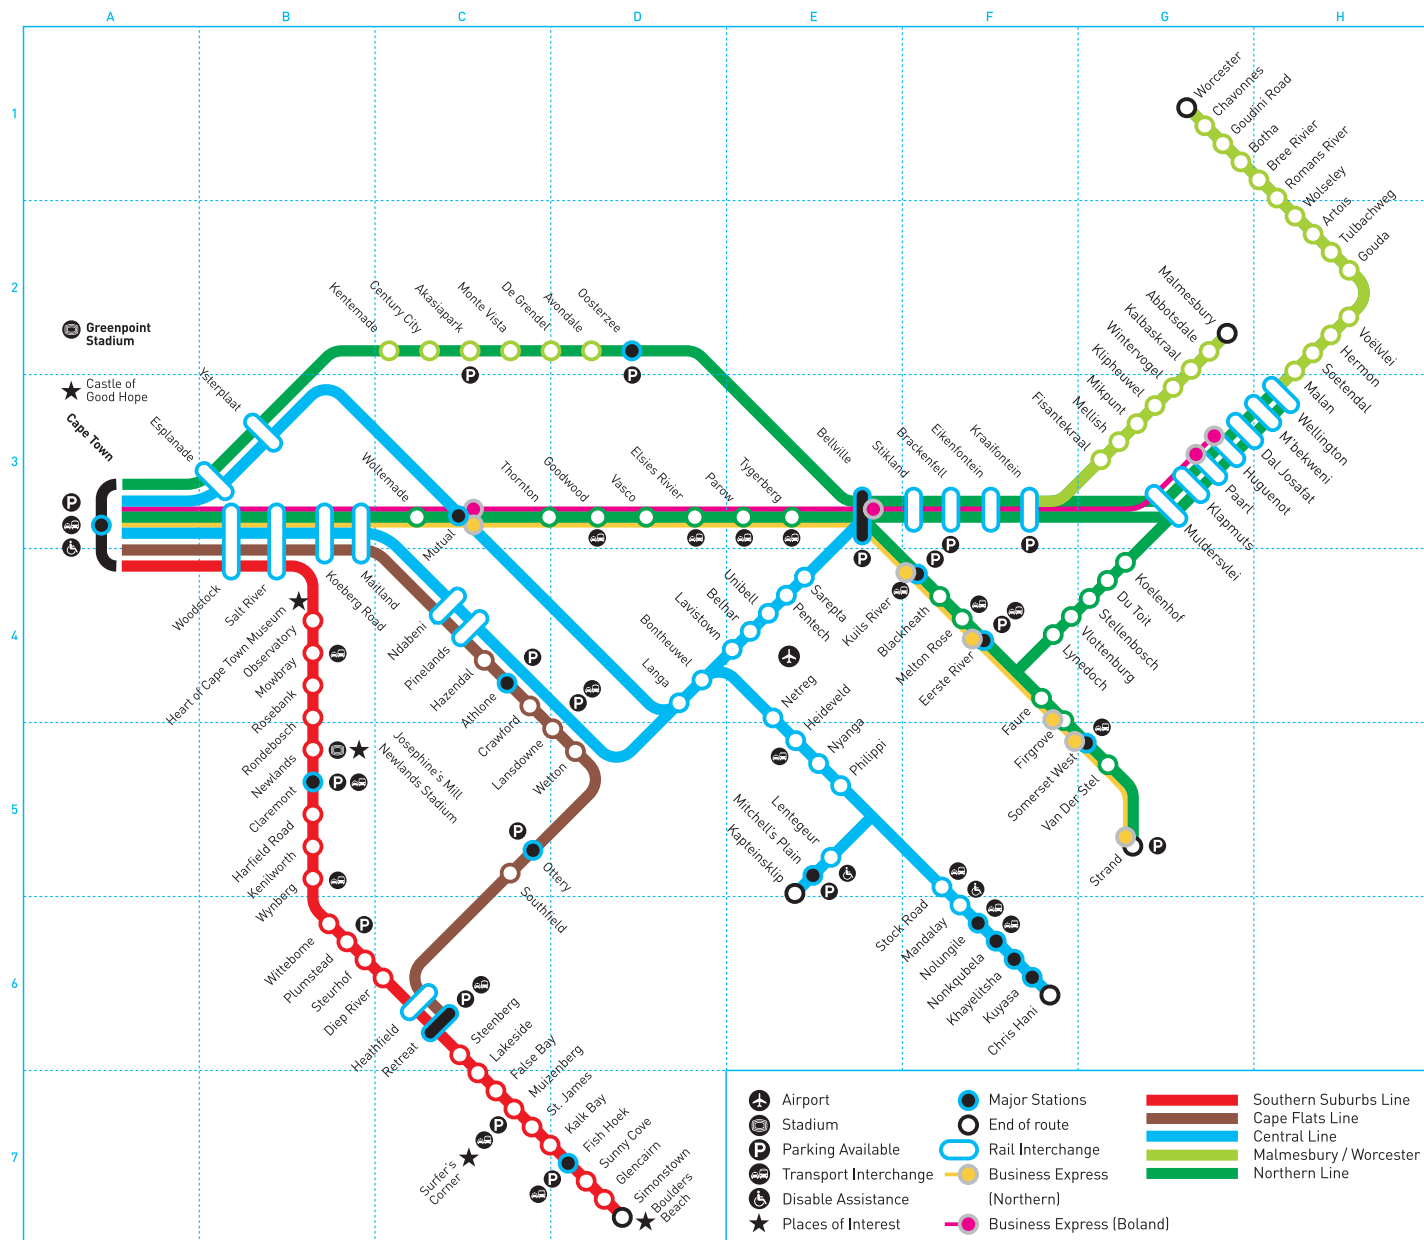 A B C D E F G H
1
2
3
4
5
6
7
Greenpoint
Stadium
Castle of
Good Hope
Cape Town
Esplanade
Ysterplaat
Kentemade
Century City
Akasiapark
Monte Vista
De Grendel
Avondale
Oosterzee
Woltemade
Mutual
Thornton
Goodwood
Vasco
Elsies Rivier
Parow
Tygerberg
Bellville
Stikland
Brackenfell
Eikenfontein
Kraaifontein
Fisantekraal
Mellish
Mikpunt
Klipheuwel
Wintervogel
Kalbaskraal
Abbotsdale
Malmesbury
Worcester
Chavonnes
Goudini Road
Botha
Bree Rivier
Romans River
Wolseley
Artois
Tulbachweg
Gouda
Voëlvlei
Hermon
Soetendal
Malan
Wellington
M'bekweni
Dal Josafat
Huguenot
Paarl
Klapmuts
Muldersvlei
Koelenhof
Du Toit
Stellenbosch
Vlottenburg
Lynedoch
Woodstock
Salt River
Koeberg Road
Maitland
Ndabeni
Pinelands
Hazendal
Athlone
Crawford
Lansdowne
Wetton
Ottery
Southfield
Heart of Cape Town Museum
Observatory
Mowbray
Rosebank
Rondebosch
Newlands
Josephine's Mill
Newlands Stadium
Claremont
Harfield Road
Kenilworth
Wynberg
Wittebome
Plumstead
Steurhof
Diep River
Heathfield
Retreat
Steenberg
Lakeside
False Bay
Muizenberg
St. James
Kalk Bay
Fish Hoek
Sunny Cove
Glencairn
Simonstown
Boulders
Beach
Surfer's
Corner
Langa
Bontheuwel
Lavistown
Belhar
Unibell
Pentech
Sarepta
Netreg
Heideveld
Nyanga
Philippi
Lentegeur
Mitchell's Plain
Kapteinsklip
Stock Road
Mandalay
Nolungile
Nonkqubela
Khayelitsha
Kuyasa
Chris Hani
Kuils River
Blackheath
Melton Rose
Eerste River
Faure
Firgrove
Somerset West
Van Der Stel
Strand
Airport
Stadium
Parking Available
Transport Interchange
Disable Assistance
Places of Interest
Major Stations
End of route
Rail Interchange
Business Express
(Northern)
Business Express (Boland)
Southern Suburbs Line
Cape Flats Line
Central Line
Malmesbury / Worcester
Northern Line